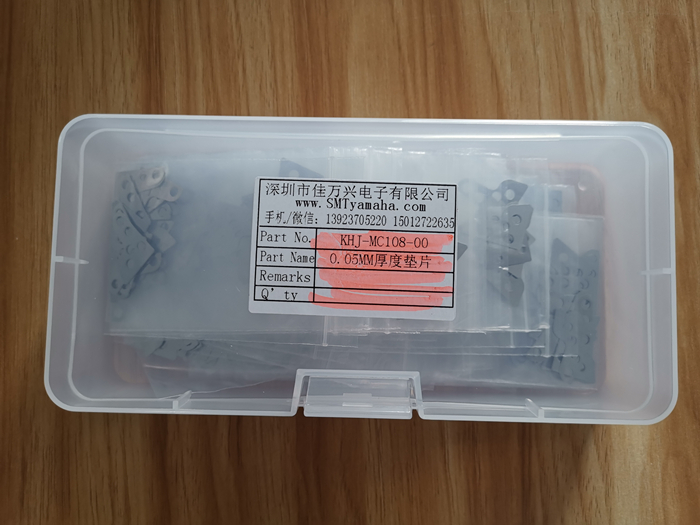 深圳市佳万兴电子有限公司
www.SMTyamaha.com
手机/微信: 13923705220 15012722635
Part No. KHJ-MC108-00
Part Name 0.05MM厚度垫片
Remarks
Q'ty